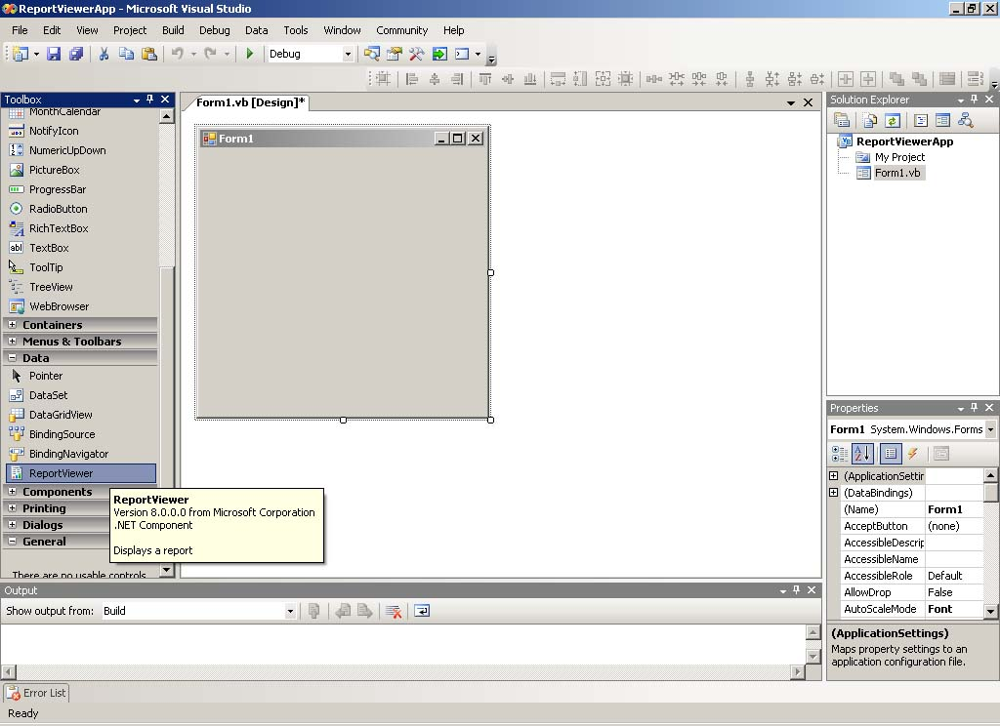 ReportViewerApp - Microsoft Visual Studio
File Edit View Project Build Debug Data Tools Window Community Help
Debug
Toolbox
MonthCalendar
NotifyIcon
NumericUpDown
PictureBox
ProgressBar
RadioButton
RichTextBox
TextBox
ToolTip
TreeView
WebBrowser
Containers
Menus & Toolbars
Data
Pointer
DataSet
DataGridView
BindingSource
BindingNavigator
ReportViewer
Components
Printing
Dialogs
General
There are no usable controls
ReportViewer
Version 8.0.0.0 from Microsoft Corporation
.NET Component
Displays a report
Form1.vb [Design]*
Form1
Solution Explorer
ReportViewerApp
My Project
Form1.vb
Properties
Form1 System.Windows.Forms
(ApplicationSettir
(DataBindings)
(Name) Form1
AcceptButton (none)
AccessibleDescrip
AccessibleName
AccessibleRole Default
AllowDrop False
AutoScaleMode Font
(ApplicationSettings)
Maps property settings to an
application configuration file.
Output
Show output from: Build
Error List
Ready